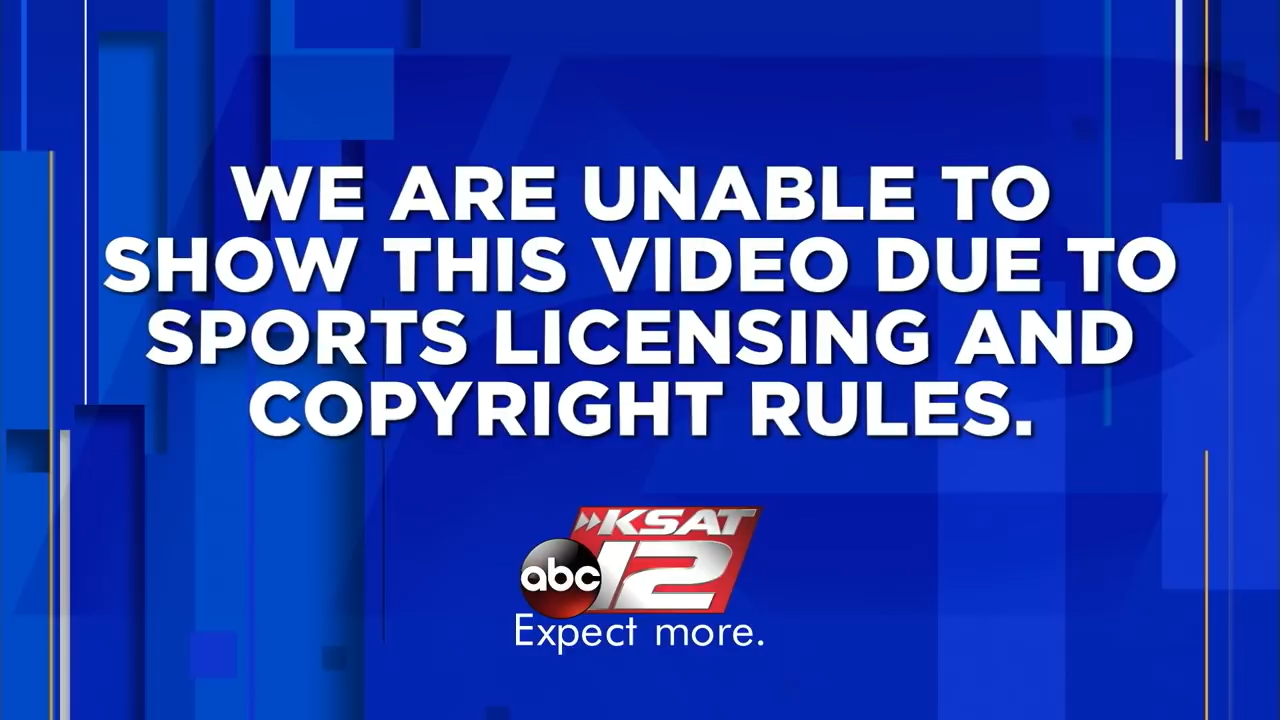 WE ARE UNABLE TO
SHOW THIS VIDEO DUE TO
SPORTS LICENSING AND
COPYRIGHT RULES.
KSAT
abc 12
Expect more.